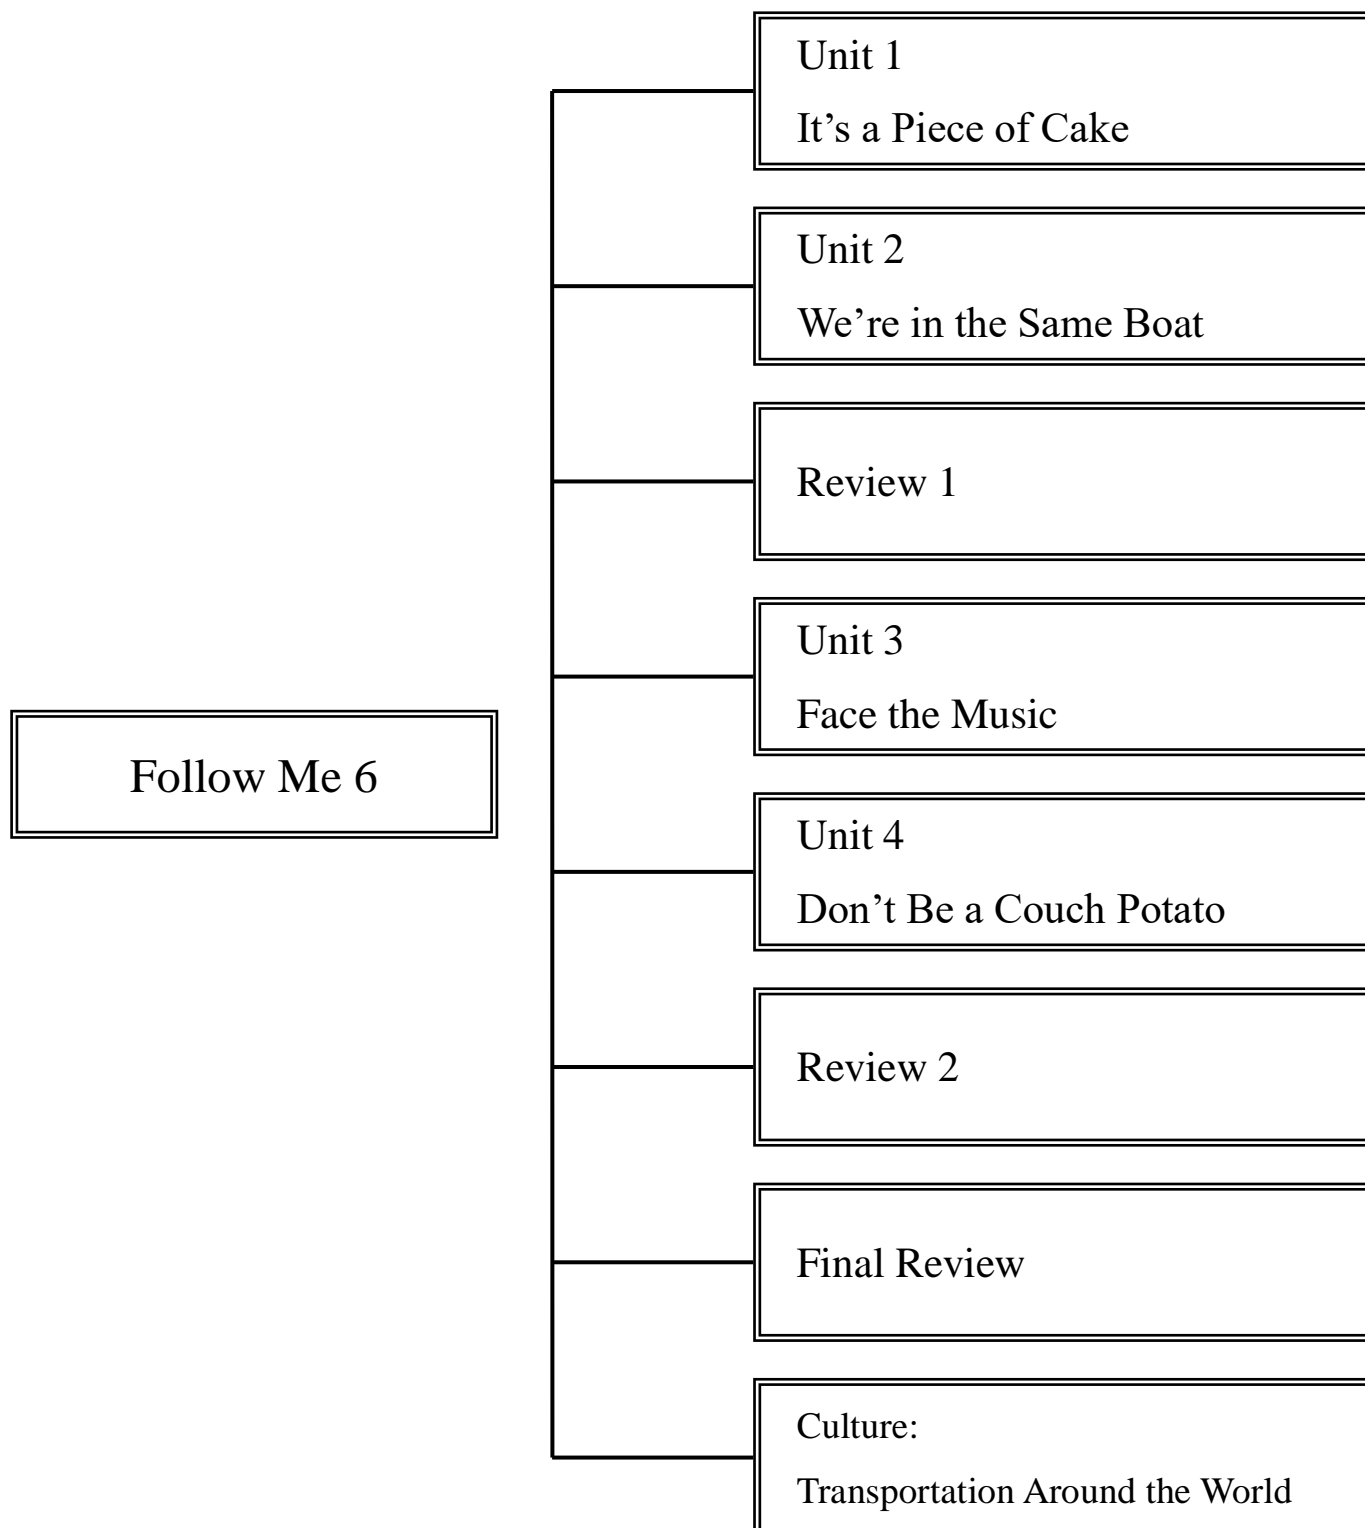 Unit 1
It’s a Piece of Cake
Unit 2
We’re in the Same Boat
Review 1
Unit 3
Face the Music
Follow Me 6
Unit 4
Don’t Be a Couch Potato
Review 2
Final Review
Culture:
Transportation Around the World